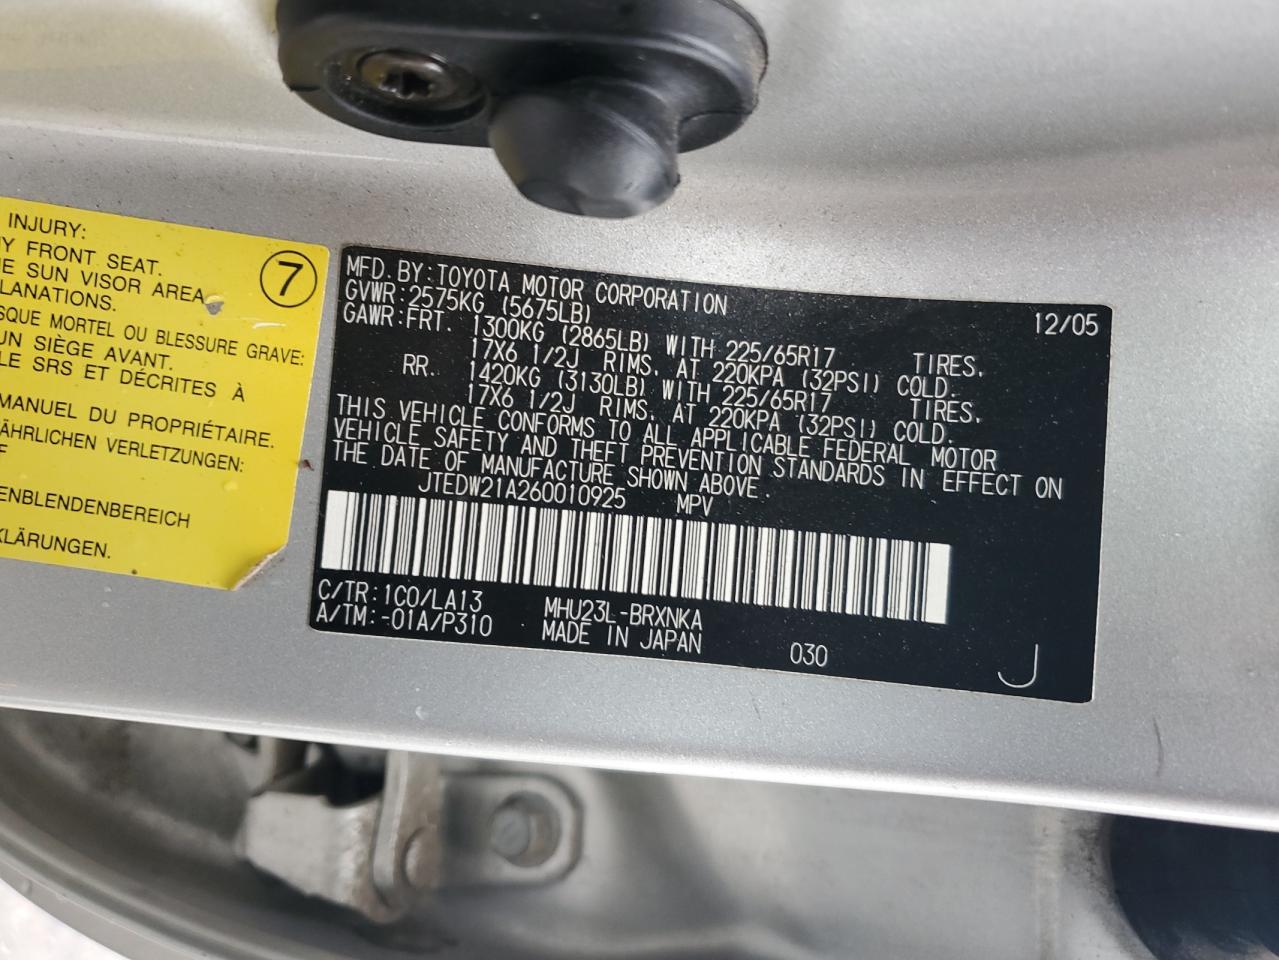 INJURY:
Y FRONT SEAT.
E SUN VISOR AREA
LANATIONS.
SQUE MORTEL OU BLESSURE GRAVE:
UN SIÈGE AVANT.
E SRS ET DÉCRITES À
MANUEL DU PROPRIÉTAIRE.
ÄHRLICHEN VERLETZUNGEN:
ENBLENDENBEREICH
KLÄRUNGEN.
7
MFD. BY: TOYOTA MOTOR CORPORATION 12/05
GVWR: 2575KG (5675LB)
GAWR: FRT. 1300KG (2865LB) WITH 225/65R17 TIRES,
17X6 1/2J RIMS, AT 220KPA (32PSI) COLD.
RR. 1420KG (3130LB) WITH 225/65R17 TIRES,
17X6 1/2J RIMS, AT 220KPA (32PSI) COLD.
THIS VEHICLE CONFORMS TO ALL APPLICABLE FEDERAL MOTOR
VEHICLE SAFETY AND THEFT PREVENTION STANDARDS IN EFFECT ON
THE DATE OF MANUFACTURE SHOWN ABOVE.
JTEDW21A260010925 MPV
C/TR: 1C0/LA13 MHU23L-BRXNKA
A/TM: -01A/P310 MADE IN JAPAN 030 J